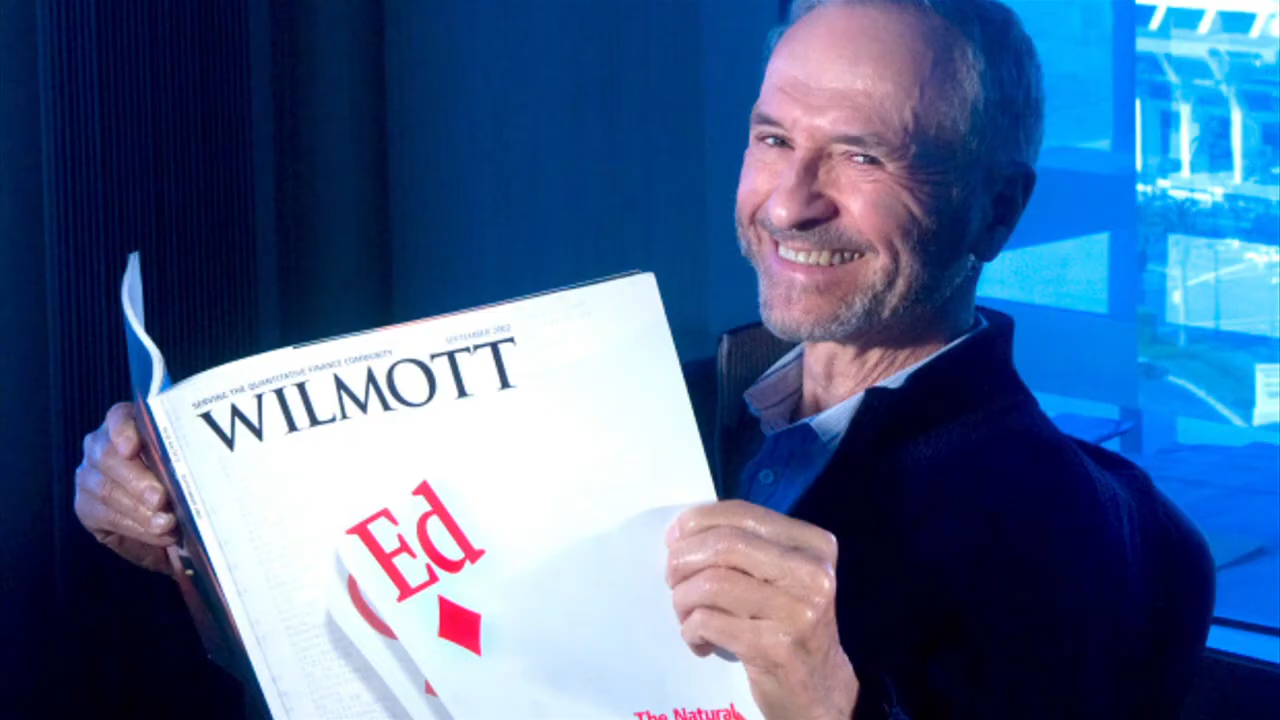 SERVING THE QUANTITATIVE FINANCE COMMUNITY
SEPTEMBER 2002
WILMOTT
Ed
The Natural